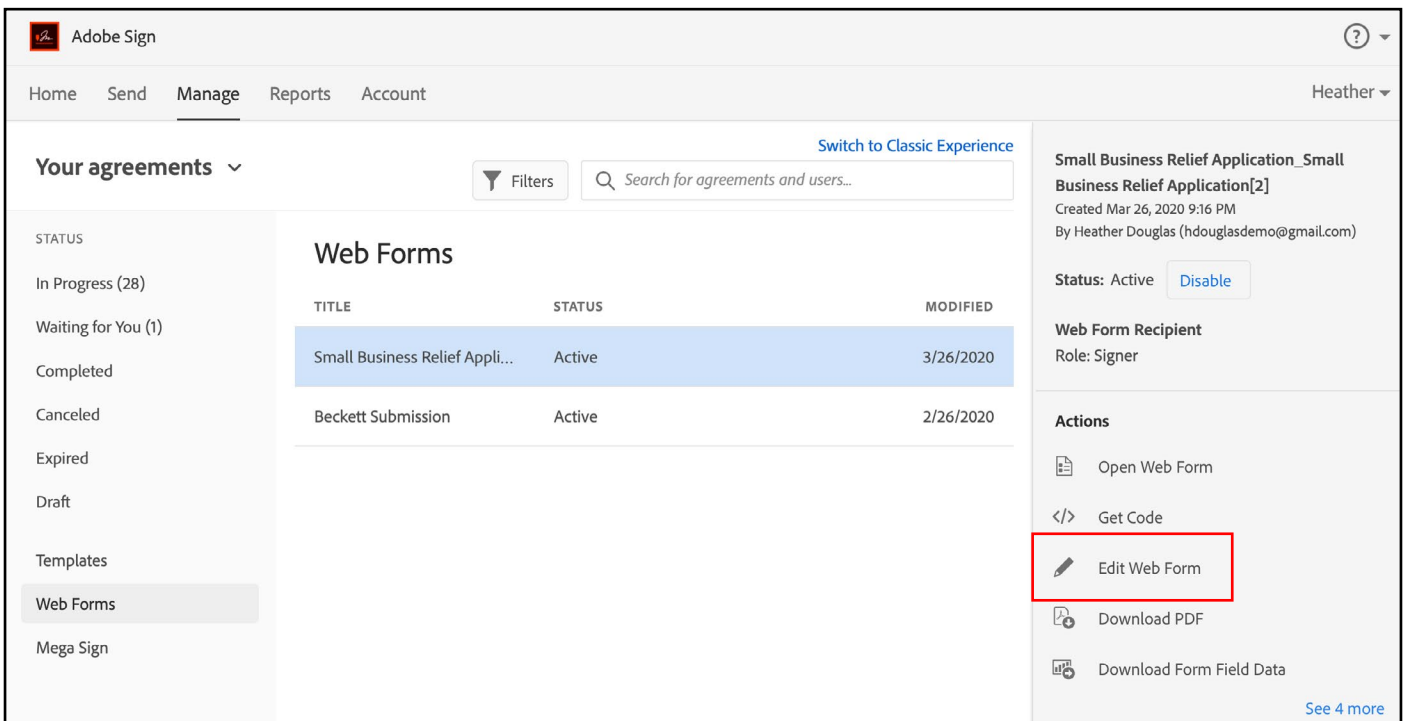 Adobe Sign
?
Home Send Manage Reports Account
Heather
Switch to Classic Experience
Your agreements
Filters
Search for agreements and users...
STATUS
In Progress (28)
Waiting for You (1)
Completed
Canceled
Expired
Draft
Templates
Web Forms
Mega Sign
Web Forms
TITLE STATUS MODIFIED
Small Business Relief Appli... Active 3/26/2020
Beckett Submission Active 2/26/2020
Small Business Relief Application_Small
Business Relief Application[2]
Created Mar 26, 2020 9:16 PM
By Heather Douglas (hdouglasdemo@gmail.com)
Status: Active Disable
Web Form Recipient
Role: Signer
Actions
Open Web Form
</> Get Code
Edit Web Form
Download PDF
Download Form Field Data
See 4 more